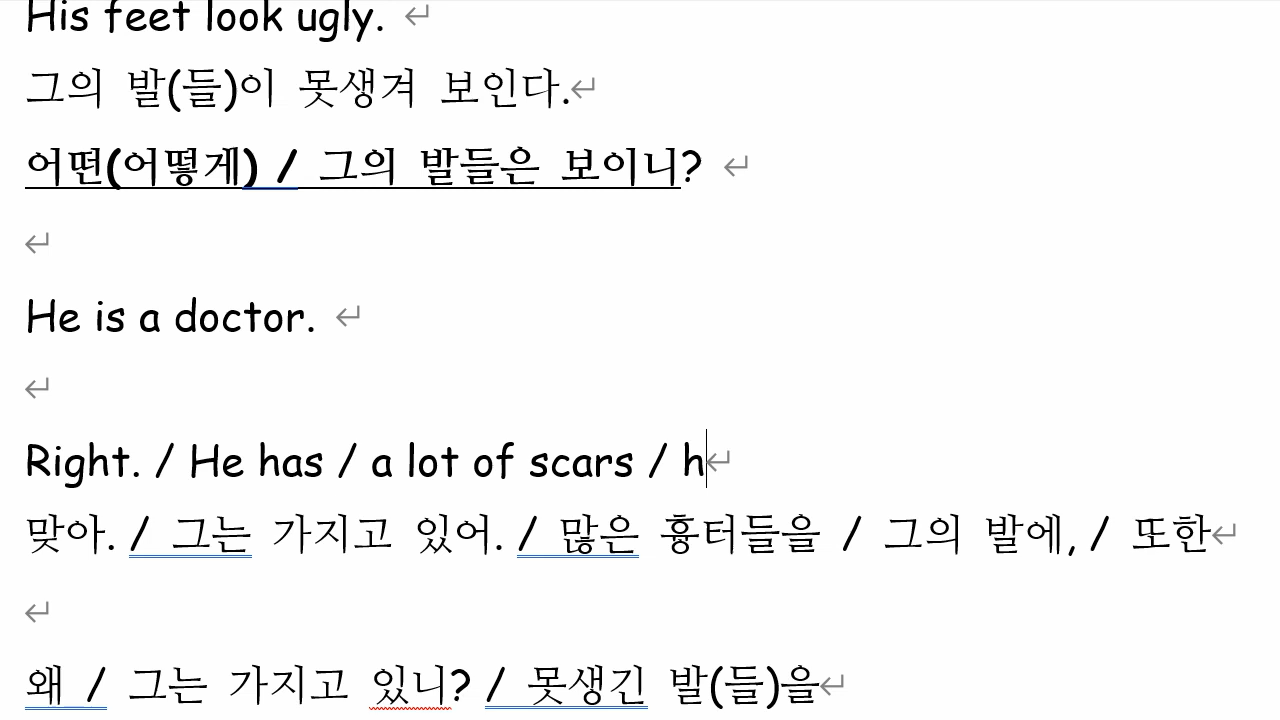 His feet look ugly.
그의 발(들)이 못생겨 보인다.
어떤(어떻게) / 그의 발들은 보이니?
He is a doctor.
Right. / He has / a lot of scars / h
맞아. / 그는 가지고 있어. / 많은 흉터들을 / 그의 발에, / 또한
왜 / 그는 가지고 있니? / 못생긴 발(들)을